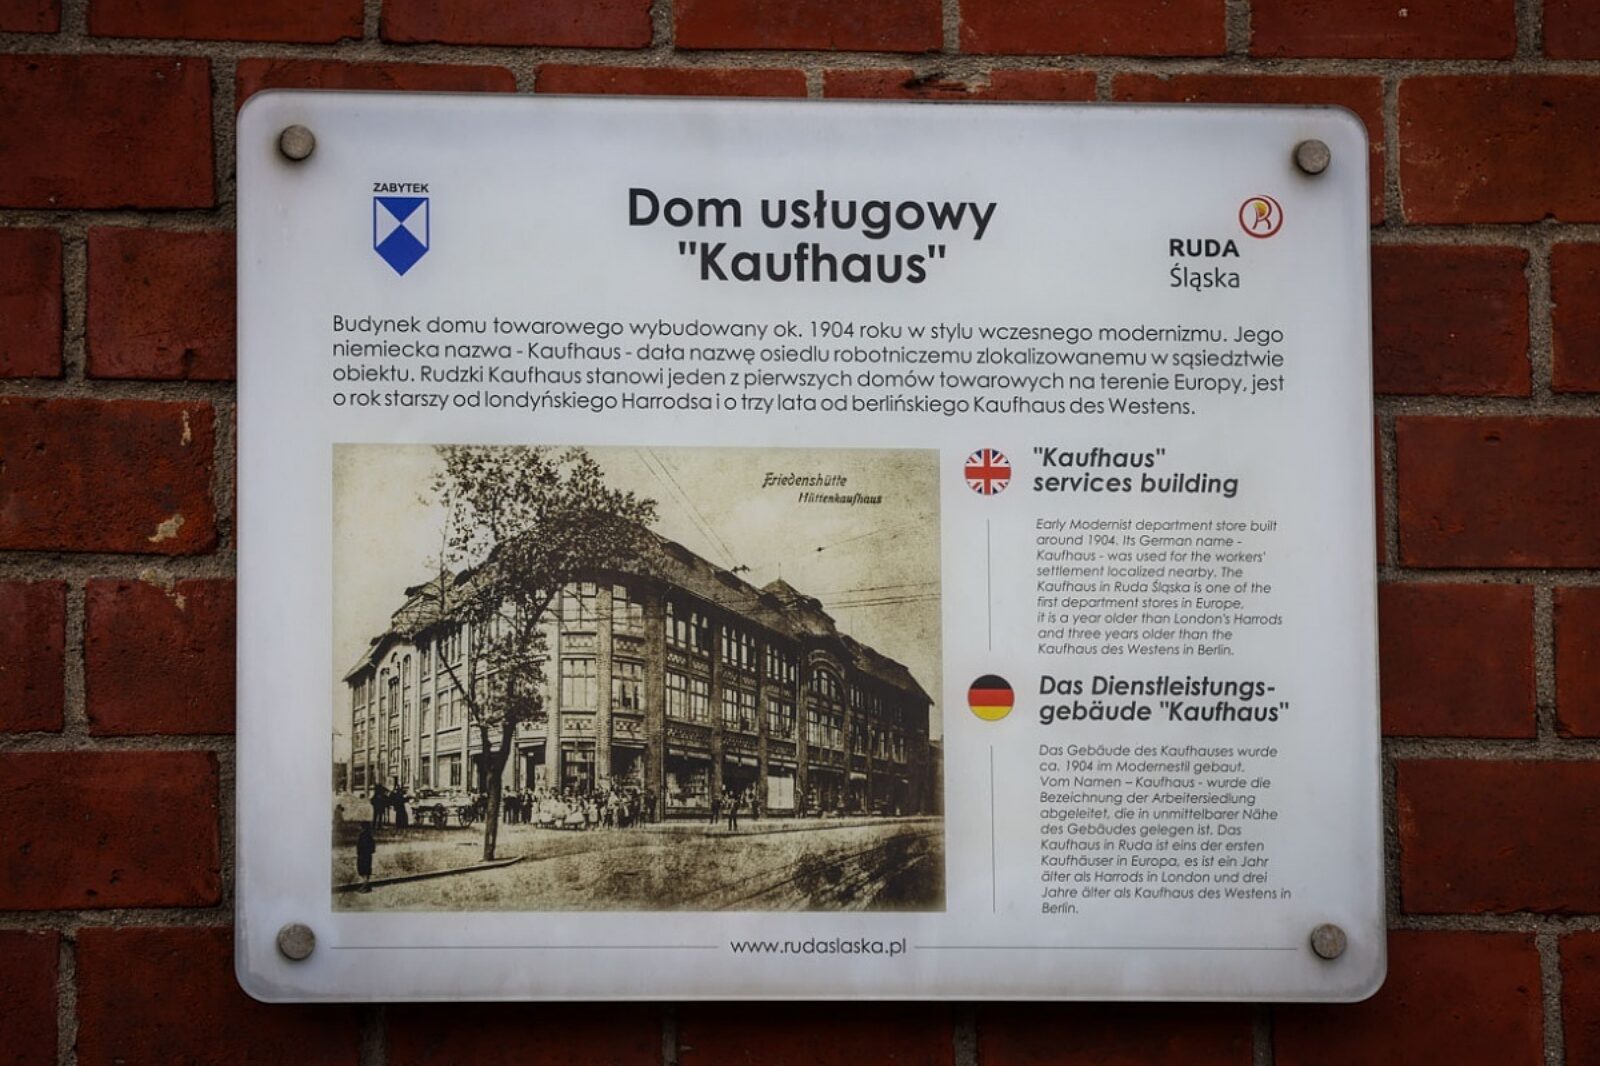 ZABYTEK
Dom usługowy
"Kaufhaus"
RUDA
Śląska
Budynek domu towarowego wybudowany ok. 1904 roku w stylu wczesnego modernizmu. Jego
niemiecka nazwa - Kaufhaus - dała nazwę osiedlu robotniczemu zlokalizowanemu w sąsiedztwie
obiektu. Rudzki Kaufhaus stanowi jeden z pierwszych domów towarowych na terenie Europy, jest
o rok starszy od londyńskiego Harrodsa i o trzy lata od berlińskiego Kaufhaus des Westens.
Friedenshütte
Hüttenkaufhaus
"Kaufhaus"
services building
Early Modernist department store built
around 1904. Its German name -
Kaufhaus - was used for the workers'
settlement localized nearby. The
Kaufhaus in Ruda Śląska is one of the
first department stores in Europe,
it is a year older than London's Harrods
and three years older than the
Kaufhaus des Westens in Berlin.
Das Dienstleistungs-
gebäude "Kaufhaus"
Das Gebäude des Kaufhauses wurde
ca. 1904 im Modernestil gebaut.
Vom Namen – Kaufhaus - wurde die
Bezeichnung der Arbeitersiedlung
abgeleitet, die in unmittelbarer Nähe
des Gebäudes gelegen ist. Das
Kaufhaus in Ruda ist eins der ersten
Kaufhäuser in Europa, es ist ein Jahr
älter als Harrods in London und drei
Jahre älter als Kaufhaus des Westens in
Berlin.
www.rudaslaska.pl